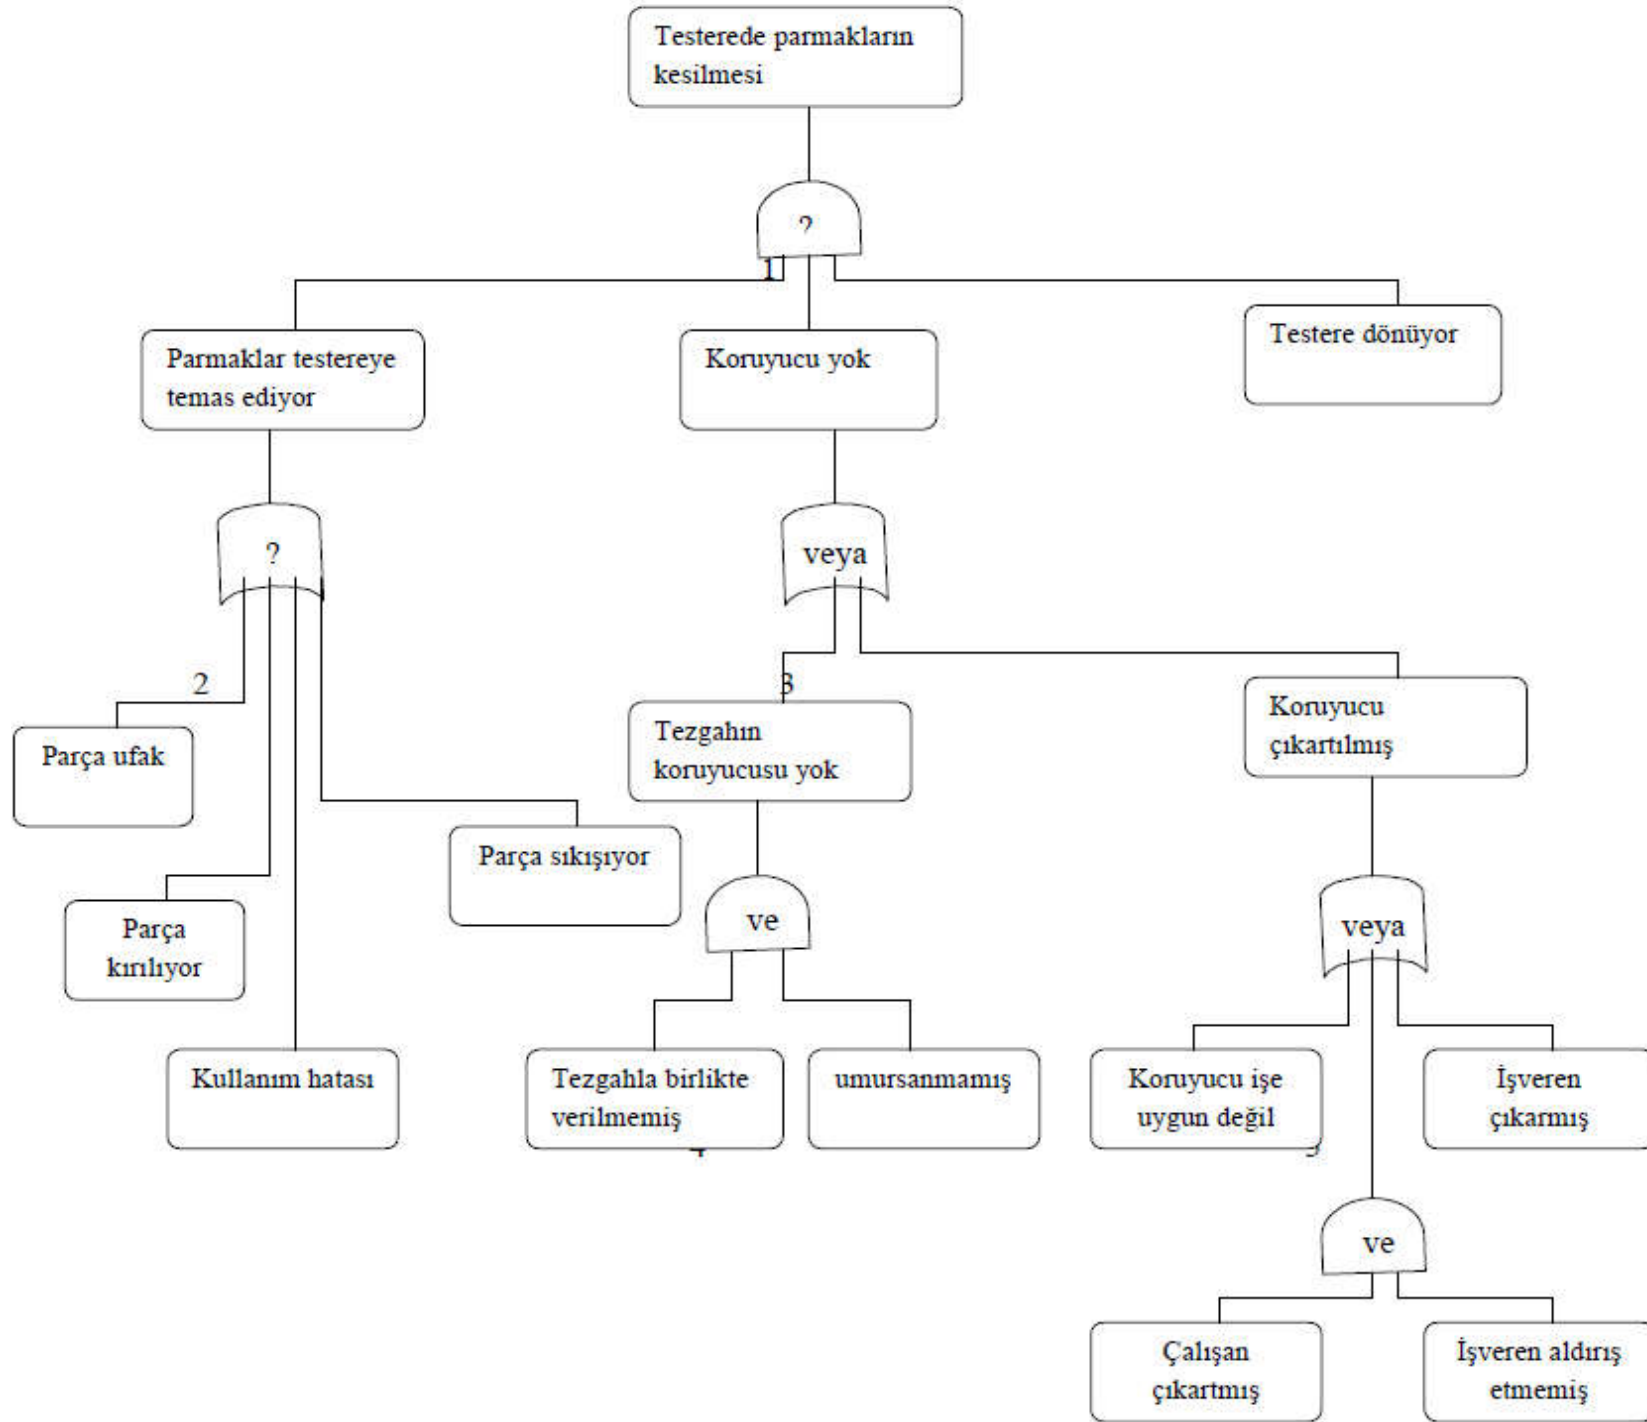 Testerede parmakların
kesilmesi
?
1
Parmaklar testereye
temas ediyor
Koruyucu yok
Testere dönüyor
?
veya
2
3
Parça ufak
Tezgahın
koruyucusu yok
Koruyucu
çıkartılmış
Parça sıkışıyor
Parça
kırılıyor
ve
veya
Kullanım hatası
Tezgahla birlikte
verilmemiş
umursanmamış
Koruyucu işe
uygun değil
İşveren
çıkarmış
ve
Çalışan
çıkartmış
İşveren aldırış
etmemiş